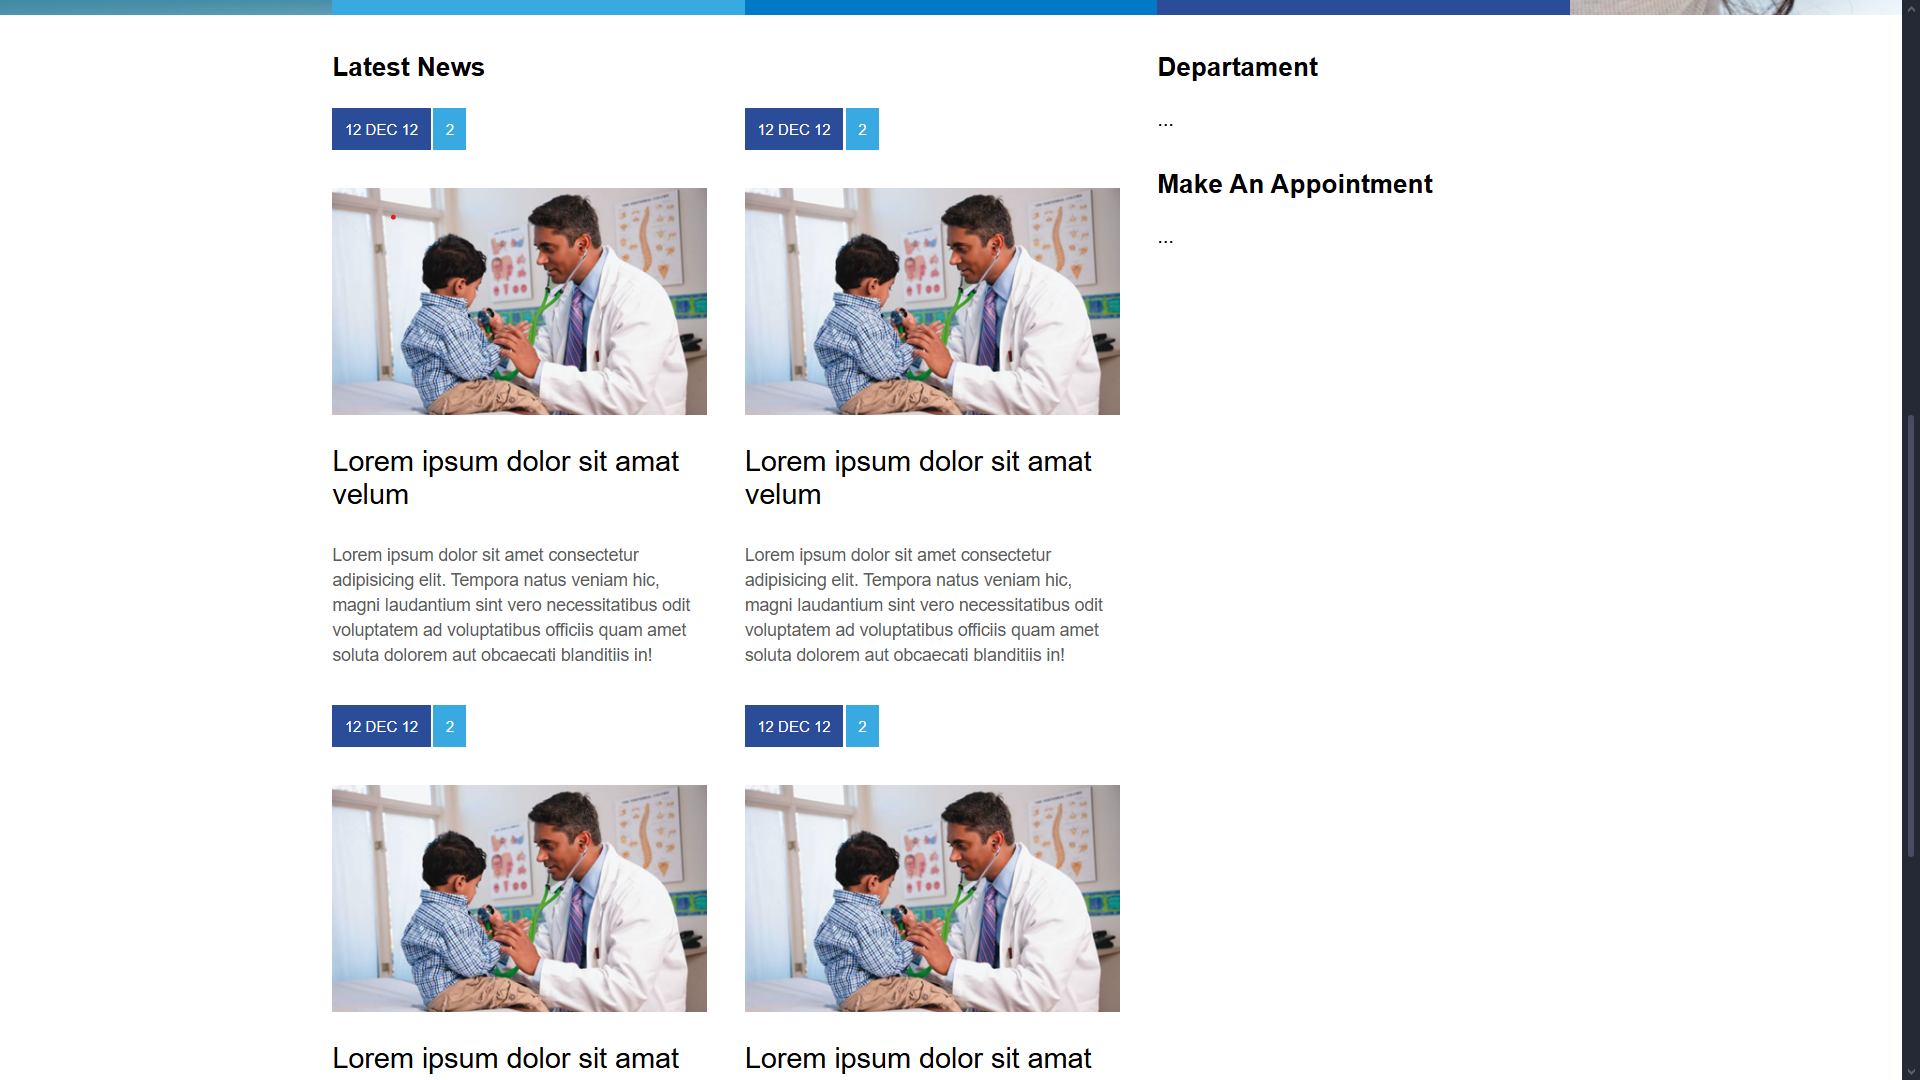 Latest News
12 DEC 12 2
Lorem ipsum dolor sit amat
velum
Lorem ipsum dolor sit amet consectetur
adipisicing elit. Tempora natus veniam hic,
magni laudantium sint vero necessitatibus odit
voluptatem ad voluptatibus officiis quam amet
soluta dolorem aut obcaecati blanditiis in!
12 DEC 12 2
Lorem ipsum dolor sit amat
velum
Lorem ipsum dolor sit amet consectetur
adipisicing elit. Tempora natus veniam hic,
magni laudantium sint vero necessitatibus odit
voluptatem ad voluptatibus officiis quam amet
soluta dolorem aut obcaecati blanditiis in!
12 DEC 12 2
Lorem ipsum dolor sit amat
12 DEC 12 2
Lorem ipsum dolor sit amat
Departament
...
Make An Appointment
...